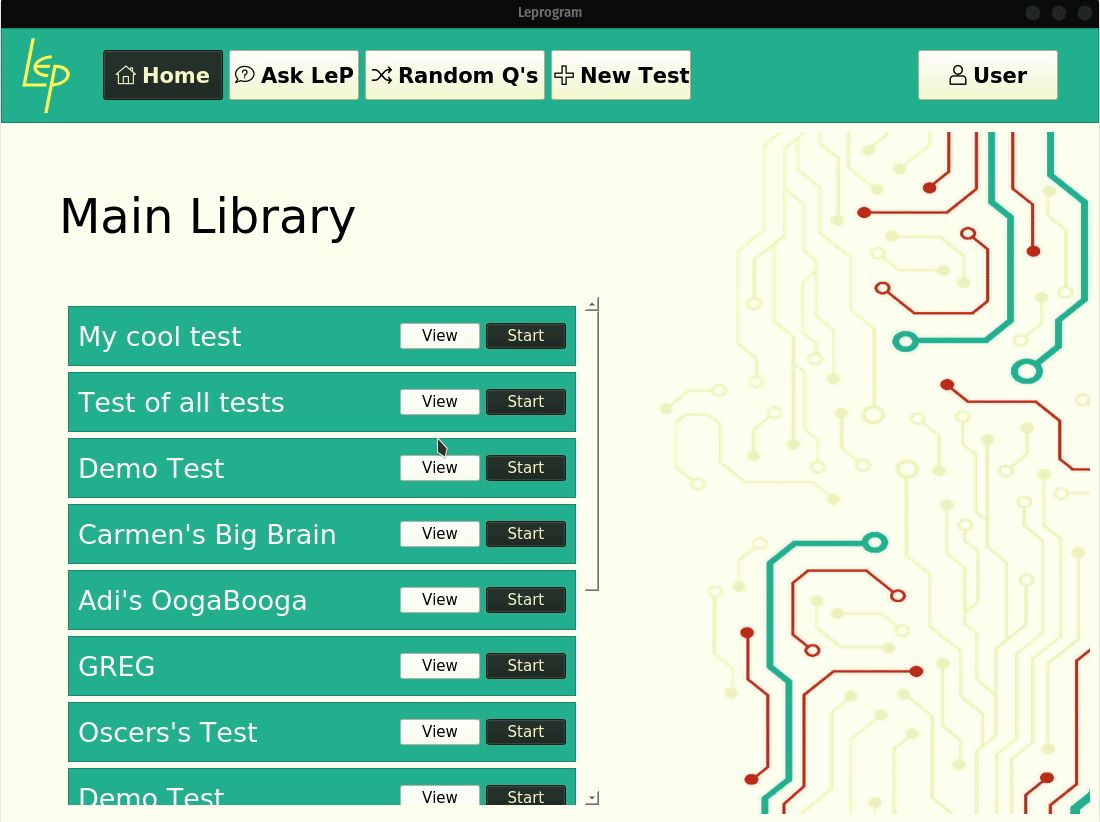 Leprogram
LeP
Home
Ask LeP
Random Q's
New Test
User
Main Library
My cool test View Start
Test of all tests View Start
Demo Test View Start
Carmen's Big Brain View Start
Adi's OogaBooga View Start
GREG View Start
Oscers's Test View Start
Demo Test View Start